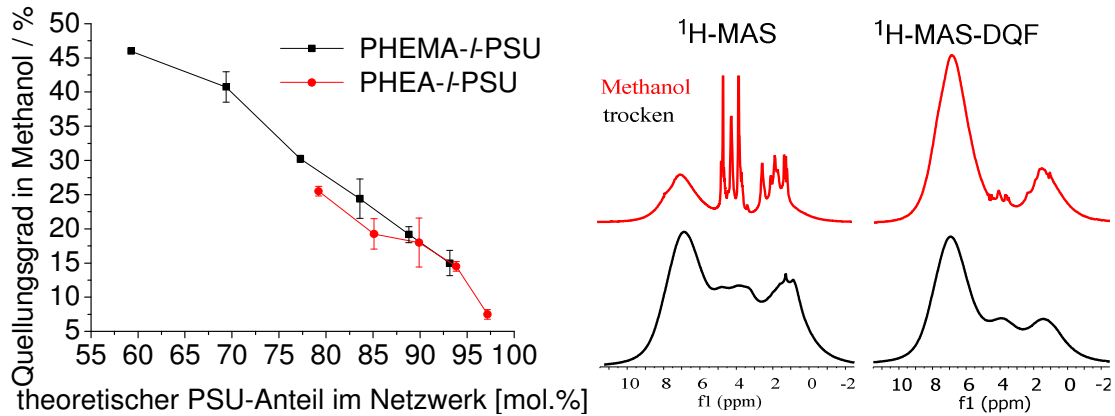 Quellungsgrad in Methanol / %
50
45
40
35
30
25
20
15
10
5
PHEMA-l-PSU
PHEA-l-PSU
55 60 65 70 75 80 85 90 95 100
theoretischer PSU-Anteil im Netzwerk [mol.%]
¹H-MAS
Methanol
trocken
10 8 6 4 2 0 -2
f1 (ppm)
¹H-MAS-DQF
10 8 6 4 2 0 -2
f1 (ppm)